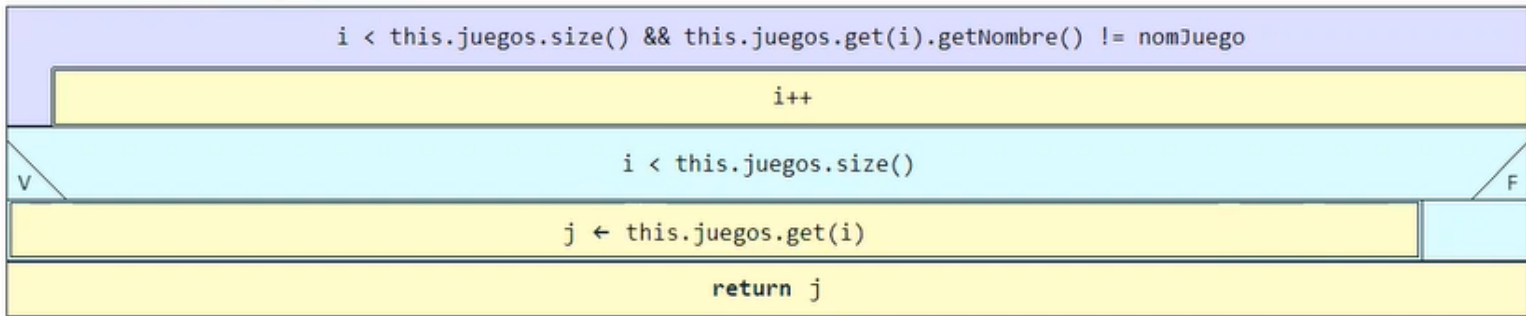 i < this.juegos.size() && this.juegos.get(i).getNombre() != nomJuego
i++
i < this.juegos.size()
V
F
j ← this.juegos.get(i)
return j